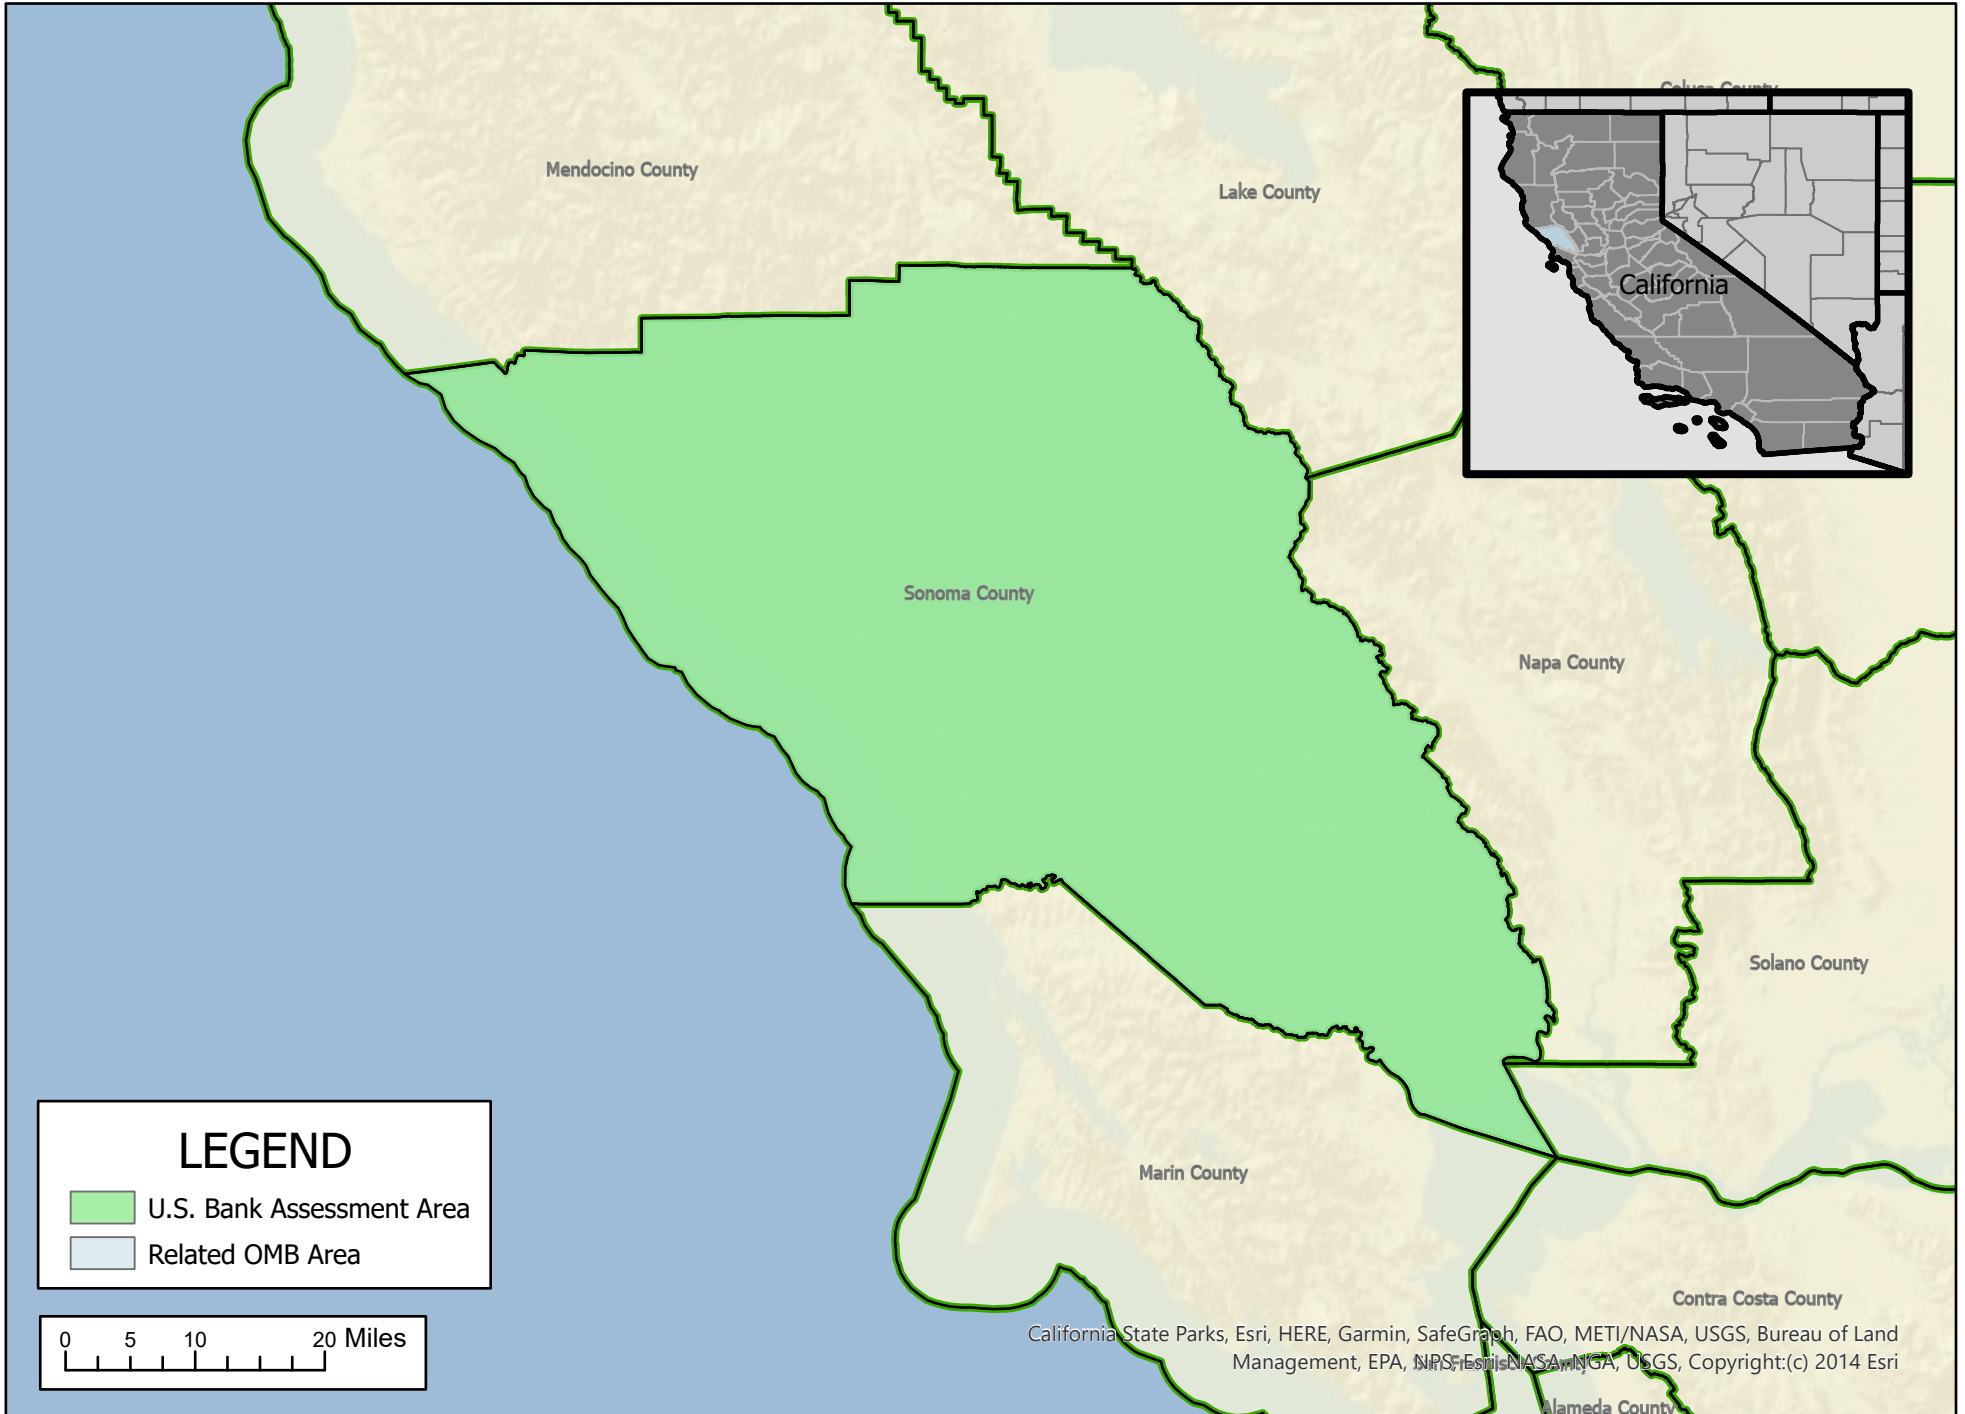 Colusa County
Mendocino County
Lake County
California
Sonoma County
Napa County
Solano County
LEGEND
U.S. Bank Assessment Area
Related OMB Area
Marin County
Contra Costa County
0 5 10 20 Miles
California State Parks, Esri, HERE, Garmin, SafeGraph, FAO, METI/NASA, USGS, Bureau of Land
Management, EPA, NPS, Esri, NASA, NGA, USGS, Copyright:(c) 2014 Esri
Alameda County